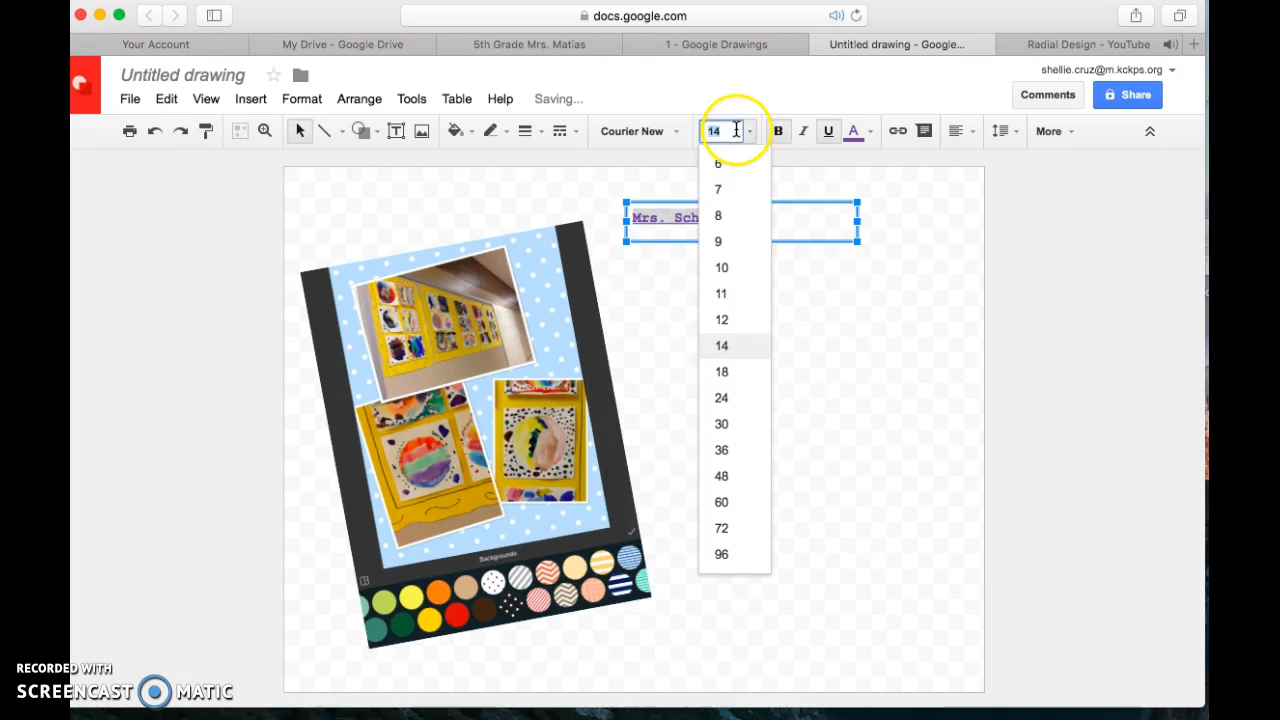 docs.google.com
Your Account
My Drive - Google Drive
5th Grade Mrs. Matias
1 - Google Drawings
Untitled drawing - Google...
Radial Design - YouTube
Untitled drawing
shellie.cruz@m.kckps.org
File Edit View Insert Format Arrange Tools Table Help Saving...
Comments
Share
Courier New
14
B I U A
More
6
7
8
9
10
11
12
14
18
24
30
36
48
60
72
96
Mrs. Sch
Backgrounds
RECORDED WITH
SCREENCAST MATIC